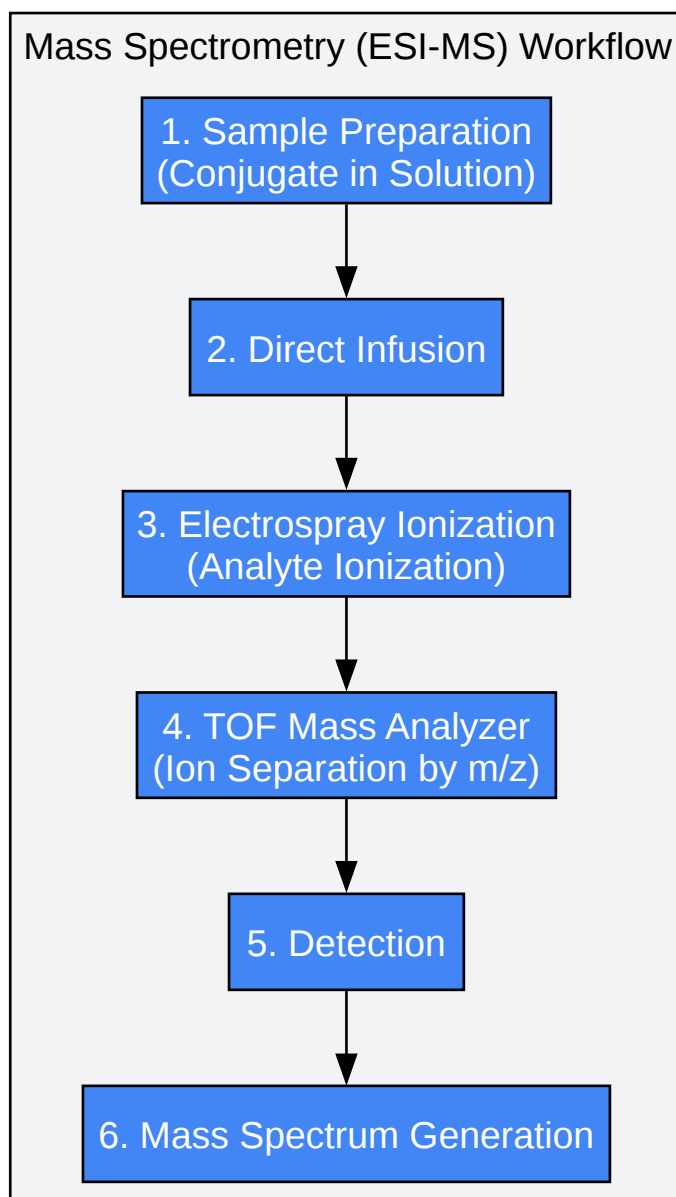 Mass Spectrometry (ESI-MS) Workflow
1. Sample Preparation
(Conjugate in Solution)
2. Direct Infusion
3. Electrospray Ionization
(Analyte Ionization)
4. TOF Mass Analyzer
(Ion Separation by m/z)
5. Detection
6. Mass Spectrum Generation